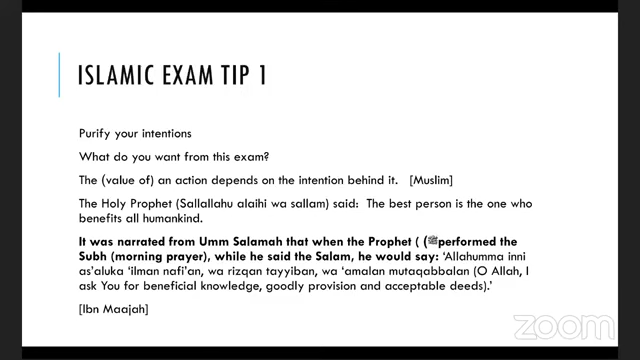 ISLAMIC EXAM TIP 1
Purify your intentions
What do you want from this exam?
The (value of) an action depends on the intention behind it.   [Muslim]
The Holy Prophet (Sallallahu alaihi wa sallam) said:  The best person is the one who
benefits all humankind.
It was narrated from Umm Salamah that when the Prophet ( (ﷺperformed the
Subh (morning prayer), while he said the Salam, he would say: ‘Allahumma inni
as’aluka ‘ilman nafi’an, wa rizqan tayyiban, wa ‘amalan mutaqabbalan (O Allah, I
ask You for beneficial knowledge, goodly provision and acceptable deeds).’
[Ibn Maajah]
zoom